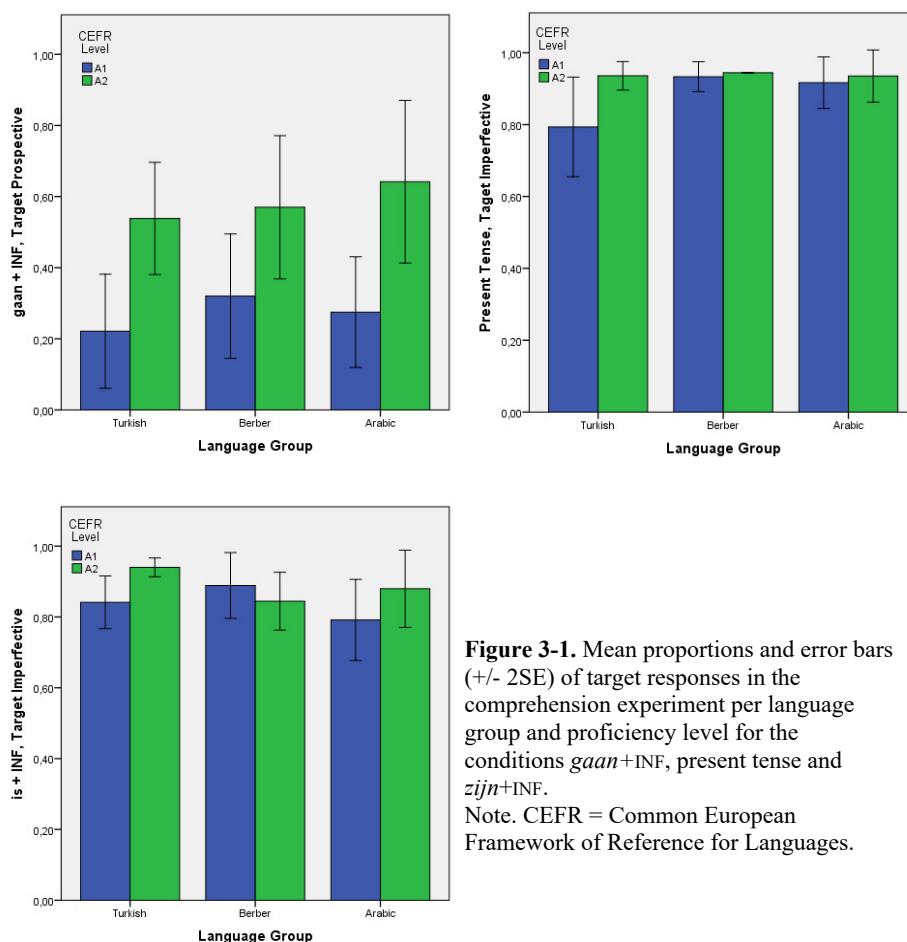 CEFR
Level
A1
A2
1,00
0,80
0,60
0,40
0,20
0,00
gaan + INF, Target Prospective
Turkish
Berber
Arabic
Language Group
CEFR
Level
A1
A2
1,00
0,80
0,60
0,40
0,20
0,00
Present Tense, Taget Imperfective
Turkish
Berber
Arabic
Language Group
CEFR
Level
A1
A2
1,00
0,80
0,60
0,40
0,20
0,00
is + INF, Target Imperfective
Turkish
Berber
Arabic
Language Group
Figure 3-1. Mean proportions and error bars
(+/- 2SE) of target responses in the
comprehension experiment per language
group and proficiency level for the
conditions gaan+INF, present tense and
zijn+INF.
Note. CEFR = Common European
Framework of Reference for Languages.